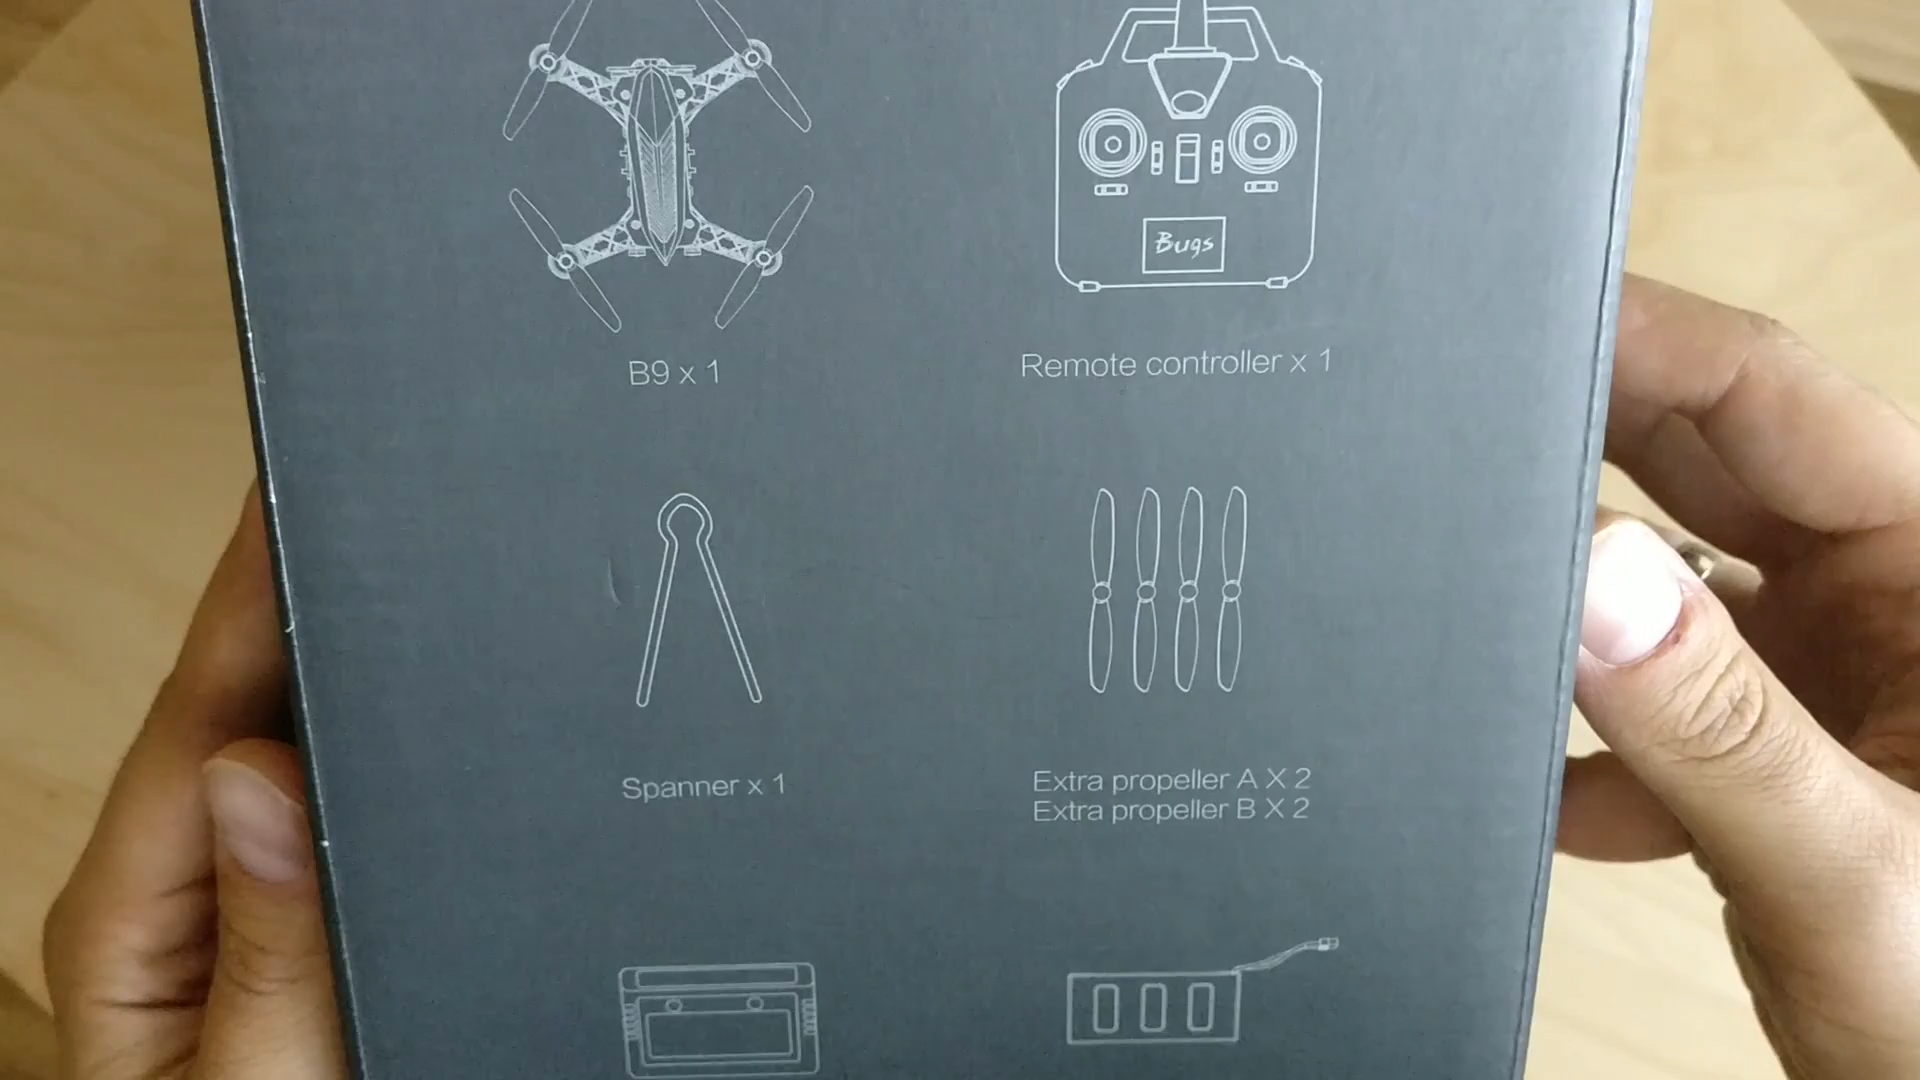 Bugs
B9 x 1
Remote controller x 1
Spanner x 1
Extra propeller A X 2
Extra propeller B X 2